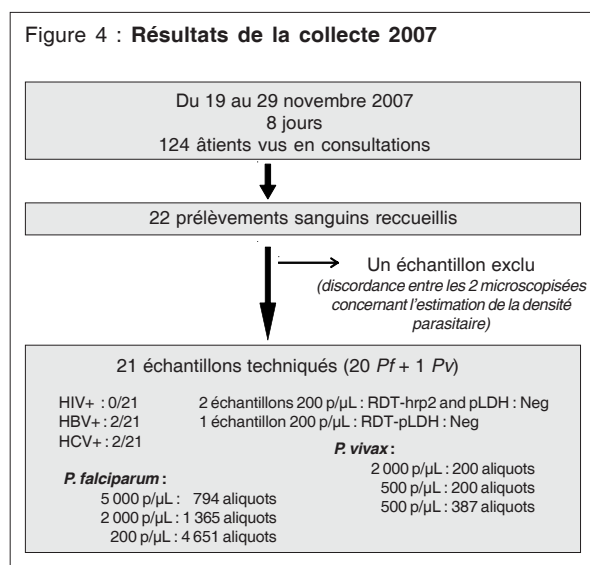 Figure 4 : Résultats de la collecte 2007
Du 19 au 29 novembre 2007
8 jours
124 âtients vus en consultations
22 prélèvements sanguins reccueillis
Un échantillon exclu
(discordance entre les 2 microscopisées
concernant l'estimation de la densité
parasitaire)
21 échantillons techniqués (20 Pf + 1 Pv)
HIV+ : 0/21
HBV+ : 2/21
HCV+ : 2/21
2 échantillons 200 p/µL : RDT-hrp2 and pLDH : Neg
1 échantillon 200 p/µL : RDT-pLDH : Neg
P. falciparum :
5 000 p/µL : 794 aliquots
2 000 p/µL : 1 365 aliquots
200 p/µL : 4 651 aliquots
P. vivax :
2 000 p/µL : 200 aliquots
500 p/µL : 200 aliquots
500 p/µL : 387 aliquots